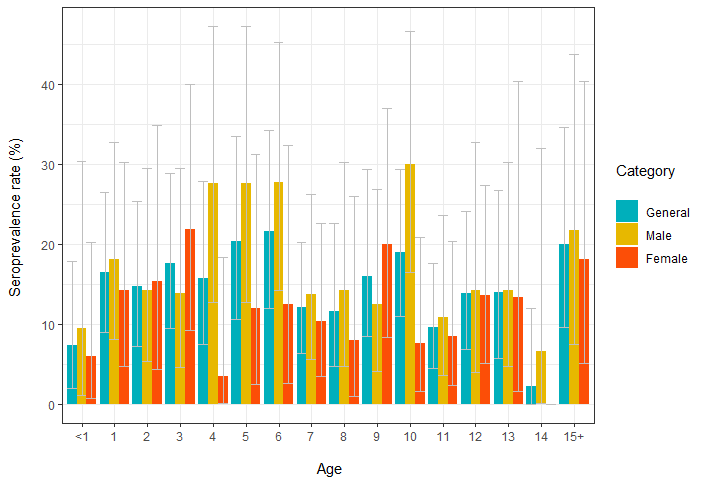 Seroprevalence rate (%)
40
30
20
10
0
<1 1 2 3 4 5 6 7 8 9 10 11 12 13 14 15+
Age
Category
General
Male
Female